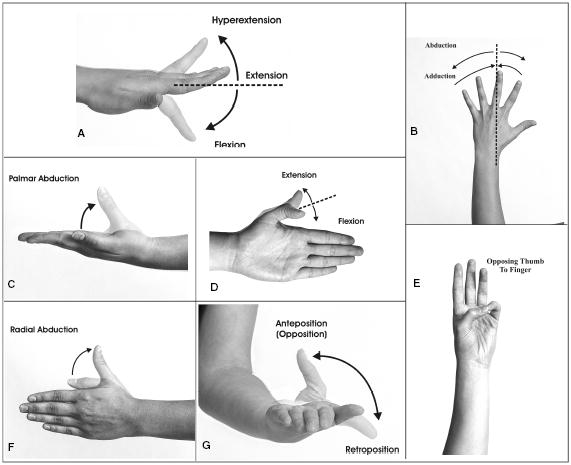 Hyperextension
Extension
Flexion
A
Abduction
Adduction
B
Palmar Abduction
C
Extension
Flexion
D
Opposing Thumb
To Finger
E
Radial Abduction
F
Anteposition
(Opposition)
Retroposition
G